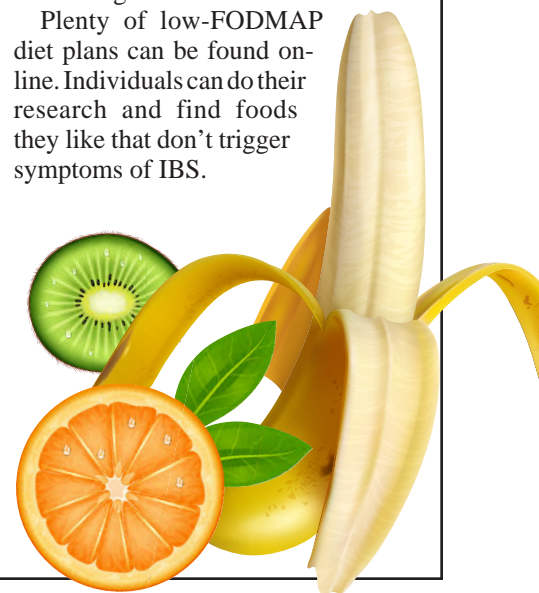 Plenty of low-FODMAP
diet plans can be found on-
line. Individuals can do their
research and find foods
they like that don’t trigger
symptoms of IBS.